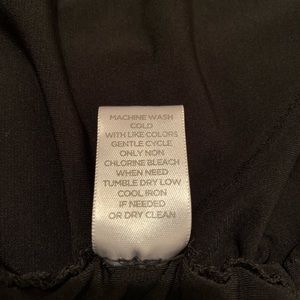 MACHINE WASH
COLD
WITH LIKE COLORS
GENTLE CYCLE
ONLY NON
CHLORINE BLEACH
WHEN NEED
TUMBLE DRY LOW
COOL IRON
IF NEEDED
OR DRY CLEAN